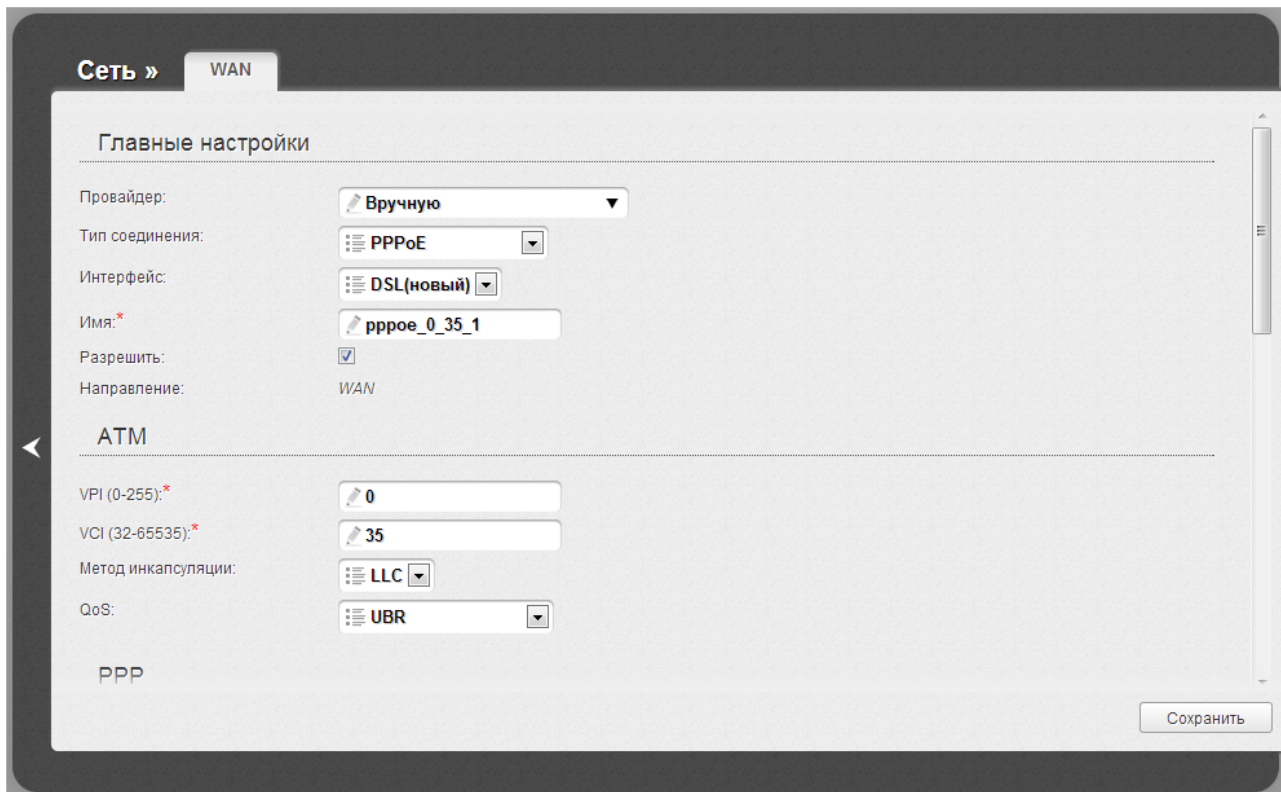 Сеть » WAN
Главные настройки
Провайдер: Вручную
Тип соединения: PPPoE
Интерфейс: DSL(новый)
Имя:* pppoe_0_35_1
Разрешить:
Направление: WAN
ATM
VPI (0-255):* 0
VCI (32-65535):* 35
Метод инкапсуляции: LLC
QoS: UBR
PPP
Сохранить